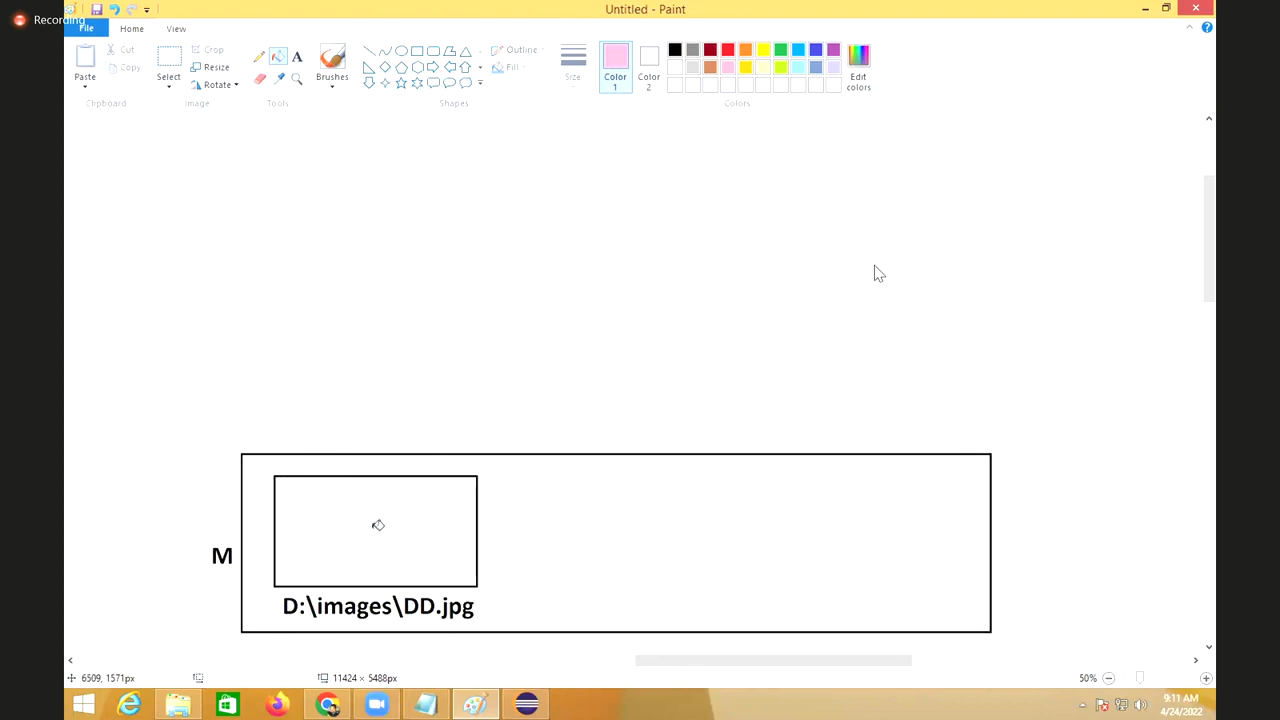 Recording
Untitled - Paint
File
Home
View
Paste
Cut
Copy
Clipboard
Select
Crop
Resize
Rotate
Image
Tools
Brushes
Shapes
Outline
Fill
Size
Color
1
Color
2
Edit
colors
Colors
M
D:\images\DD.jpg
6509, 1571px
11424 × 5488px
50%
9:11 AM
4/24/2022